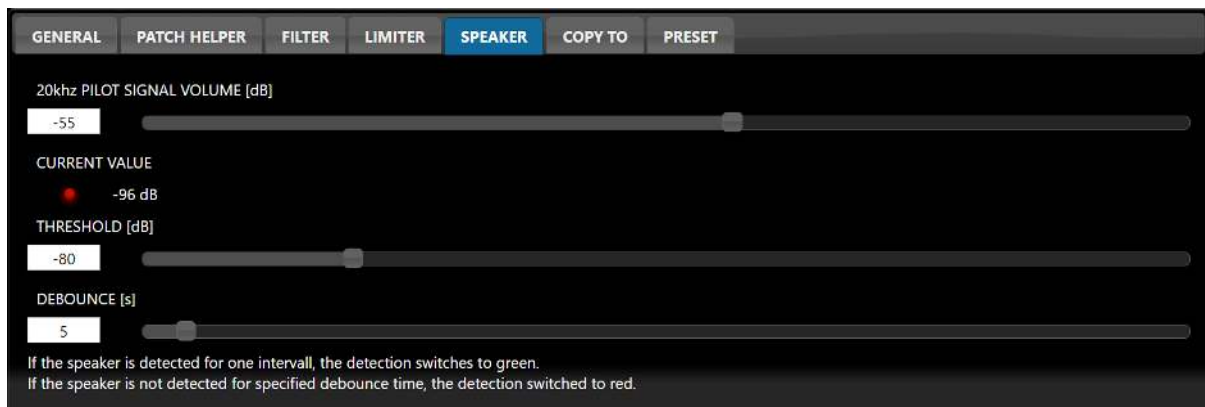 GENERAL PATCH HELPER FILTER LIMITER SPEAKER COPY TO PRESET
20khz PILOT SIGNAL VOLUME [dB]
-55
CURRENT VALUE
-96 dB
THRESHOLD [dB]
-80
DEBOUNCE [s]
5
If the speaker is detected for one intervall, the detection switches to green.
If the speaker is not detected for specified debounce time, the detection switched to red.